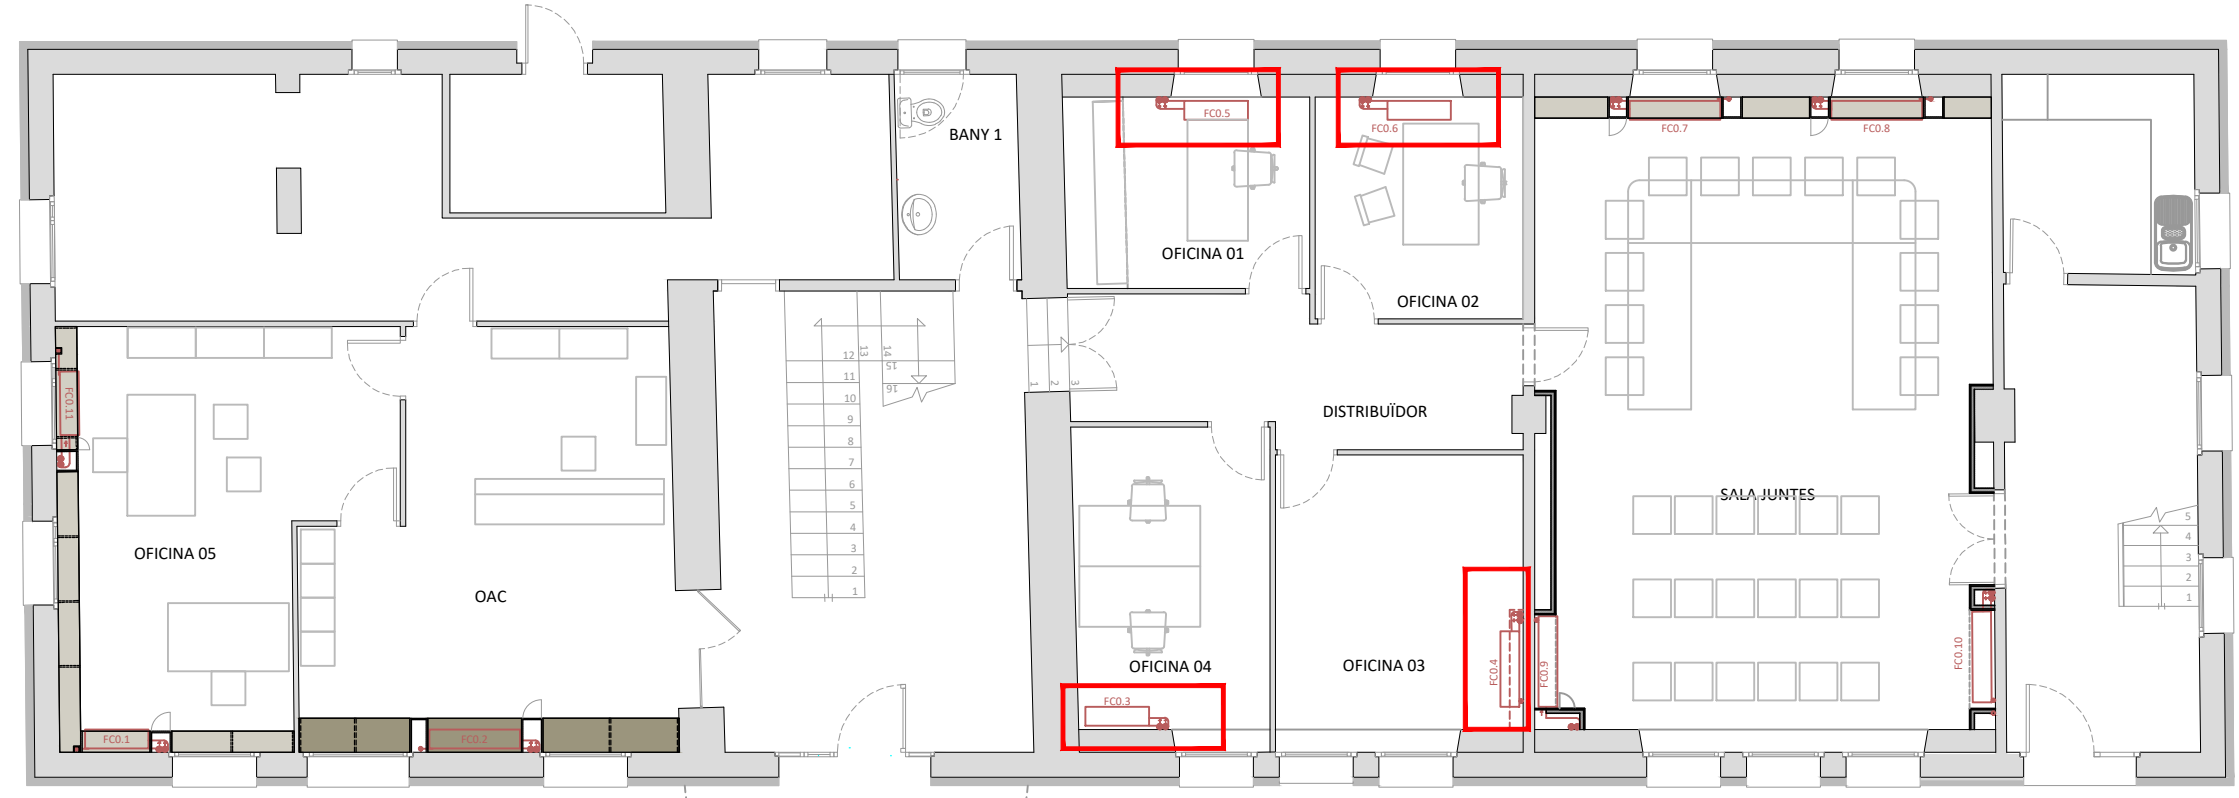 BANY 1
FC0.5
FC0.6
FC0.7
FC0.8
OFICINA 01
OFICINA 02
12
13
14
15
16
11
10
9
8
7
6
5
4
3
2
1
1
2
3
FC0.11
DISTRIBUÏDOR
SALA JUNTES
OFICINA 05
OAC
OFICINA 04
OFICINA 03
FC0.4
FC0.9
FC0.10
5
4
3
2
1
FC0.3
FC0.1
FC0.2